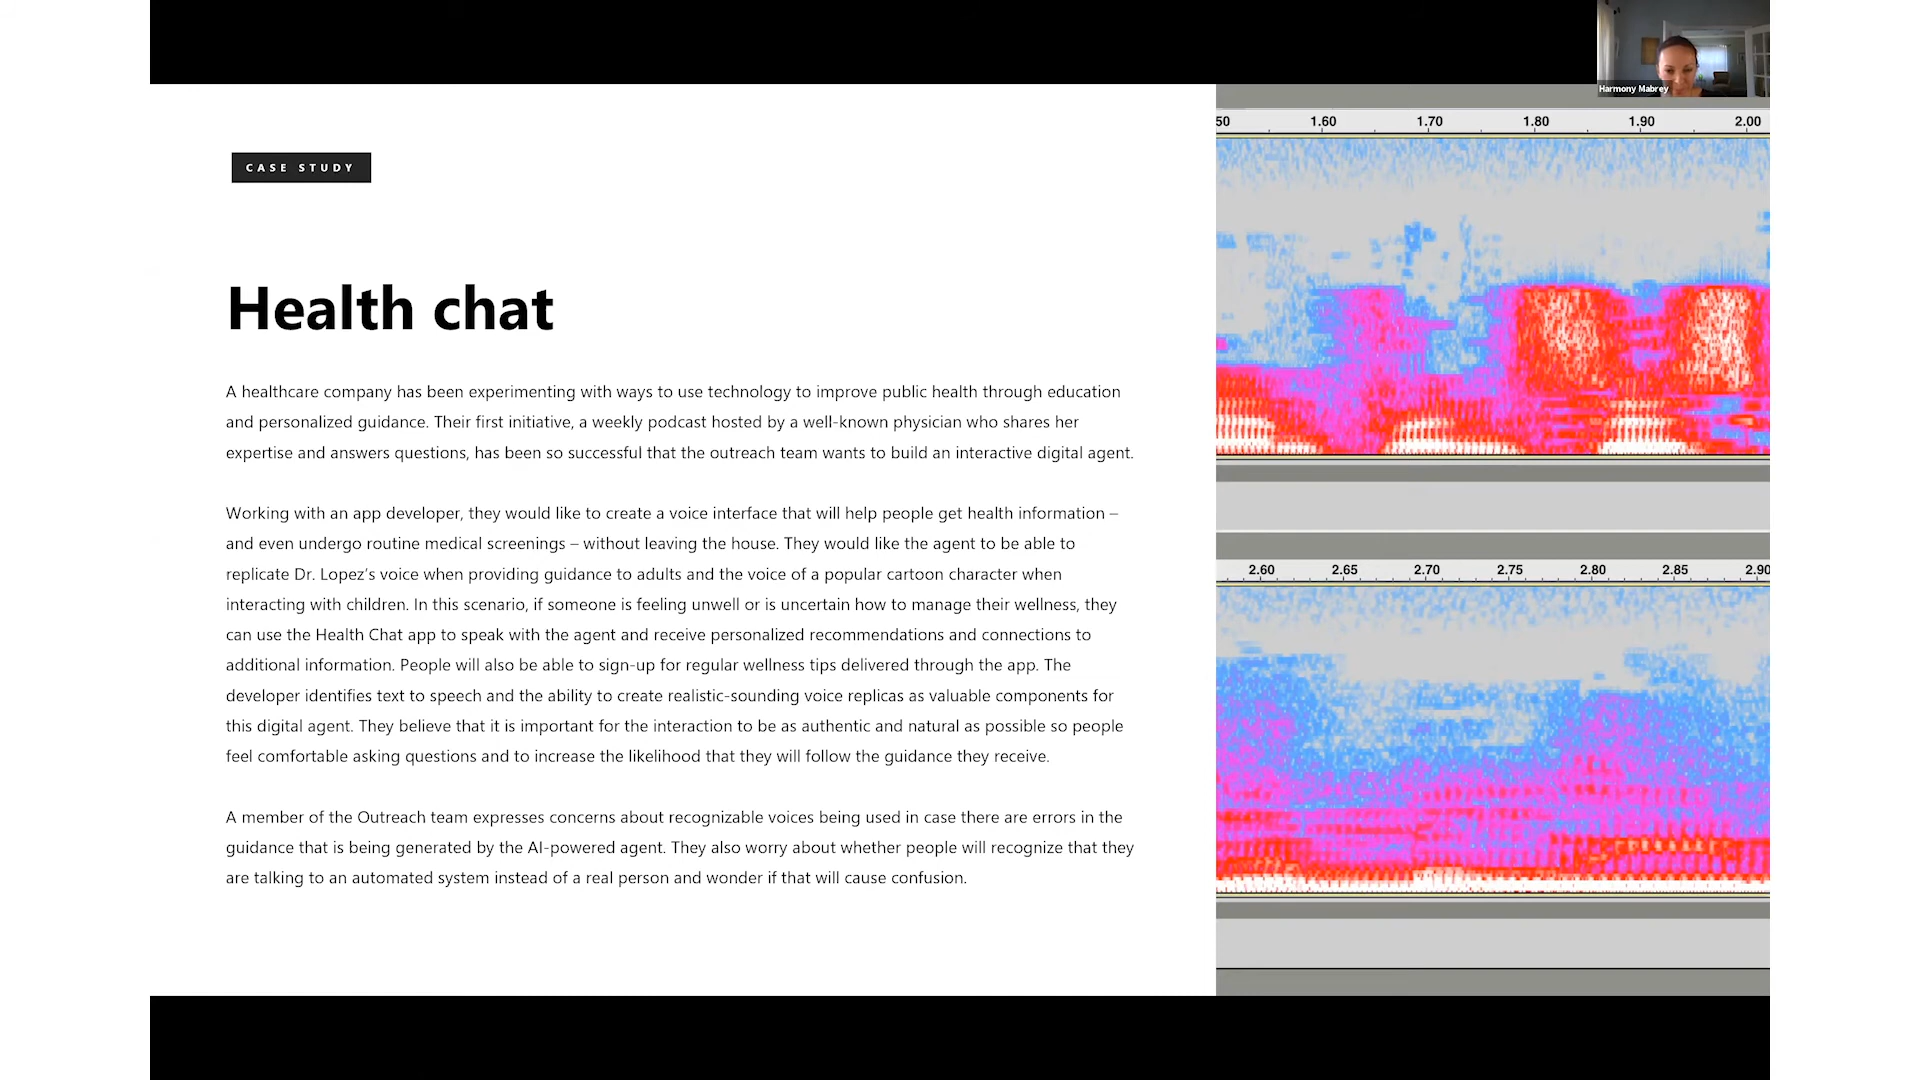 Harmony Mabrey
CASE STUDY
Health chat
A healthcare company has been experimenting with ways to use technology to improve public health through education
and personalized guidance. Their first initiative, a weekly podcast hosted by a well-known physician who shares her
expertise and answers questions, has been so successful that the outreach team wants to build an interactive digital agent.
Working with an app developer, they would like to create a voice interface that will help people get health information –
and even undergo routine medical screenings – without leaving the house. They would like the agent to be able to
replicate Dr. Lopez's voice when providing guidance to adults and the voice of a popular cartoon character when
interacting with children. In this scenario, if someone is feeling unwell or is uncertain how to manage their wellness, they
can use the Health Chat app to speak with the agent and receive personalized recommendations and connections to
additional information. People will also be able to sign-up for regular wellness tips delivered through the app. The
developer identifies text to speech and the ability to create realistic-sounding voice replicas as valuable components for
this digital agent. They believe that it is important for the interaction to be as authentic and natural as possible so people
feel comfortable asking questions and to increase the likelihood that they will follow the guidance they receive.
A member of the Outreach team expresses concerns about recognizable voices being used in case there are errors in the
guidance that is being generated by the AI-powered agent. They also worry about whether people will recognize that they
are talking to an automated system instead of a real person and wonder if that will cause confusion.
50 1.60 1.70 1.80 1.90 2.00
2.60 2.65 2.70 2.75 2.80 2.85 2.90